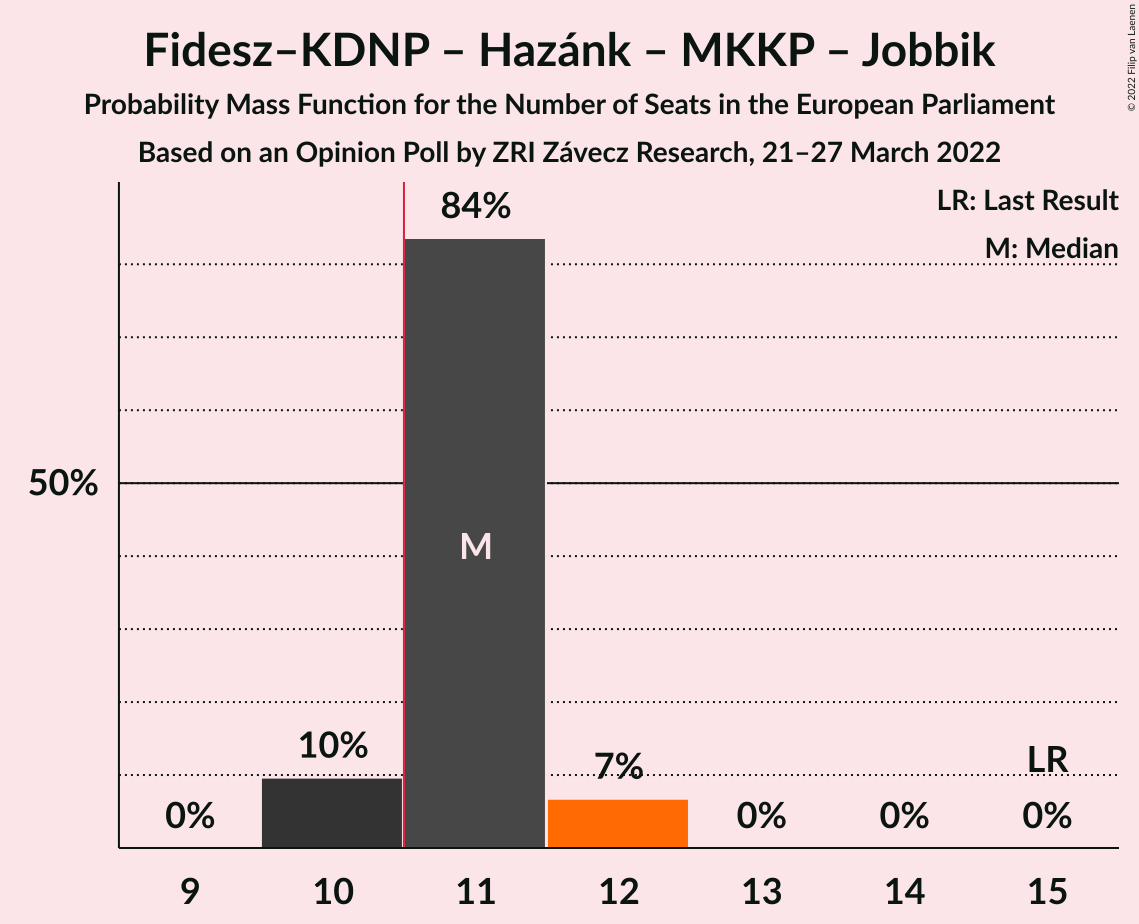 Fidesz–KDNP – Hazánk – MKKP – Jobbik
Probability Mass Function for the Number of Seats in the European Parliament
Based on an Opinion Poll by ZRI Závecz Research, 21–27 March 2022
© 2022 Filip van Laenen
LR: Last Result
M: Median
84%
50%
M
10%
7%
LR
0%
0%
0%
0%
9
10
11
12
13
14
15